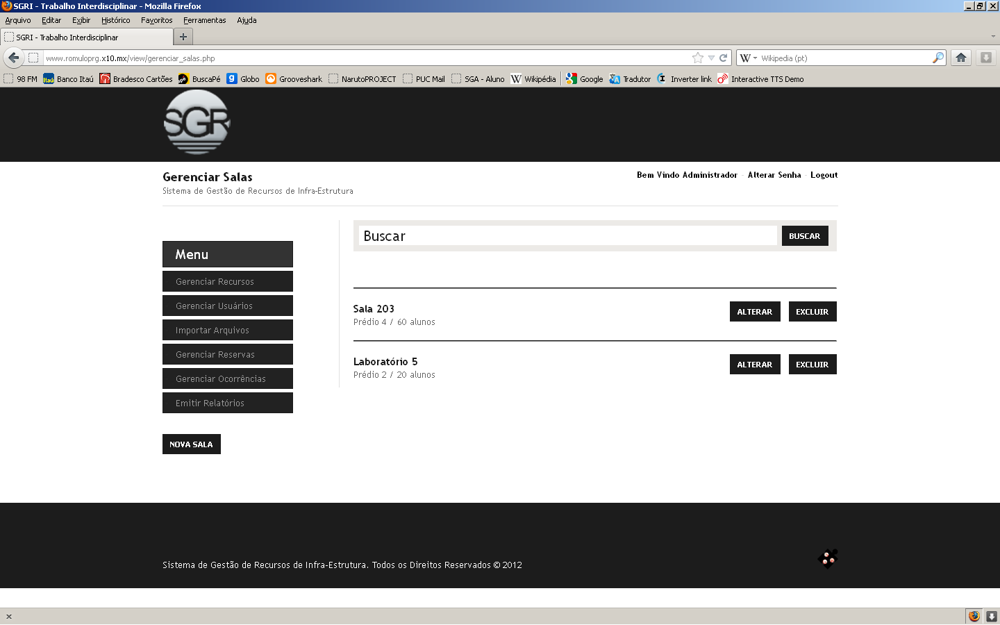 SGRI - Trabalho Interdisciplinar - Mozilla Firefox
Arquivo Editar Exibir Histórico Favoritos Ferramentas Ajuda
SGRI - Trabalho Interdisciplinar
www.romuloprg.x10.mx/view/gerenciar_salas.php
W Wikipedia (pt)
98 FM Itaú Banco Itaú Bradesco Cartões BuscaPé Globo Grooveshark NarutoPROJECT PUC Mail SGA - Aluno W Wikipédia Google Tradutor Inverter link Interactive TTS Demo
SGR
Gerenciar Salas
Sistema de Gestão de Recursos de Infra-Estrutura
Bem Vindo Administrador - Alterar Senha - Logout
Menu
Gerenciar Recursos
Gerenciar Usuários
Importar Arquivos
Gerenciar Reservas
Gerenciar Ocorrências
Emitir Relatórios
NOVA SALA
Buscar
BUSCAR
Sala 203
Prédio 4 / 60 alunos
ALTERAR EXCLUIR
Laboratório 5
Prédio 2 / 20 alunos
ALTERAR EXCLUIR
Sistema de Gestão de Recursos de Infra-Estrutura. Todos os Direitos Reservados © 2012